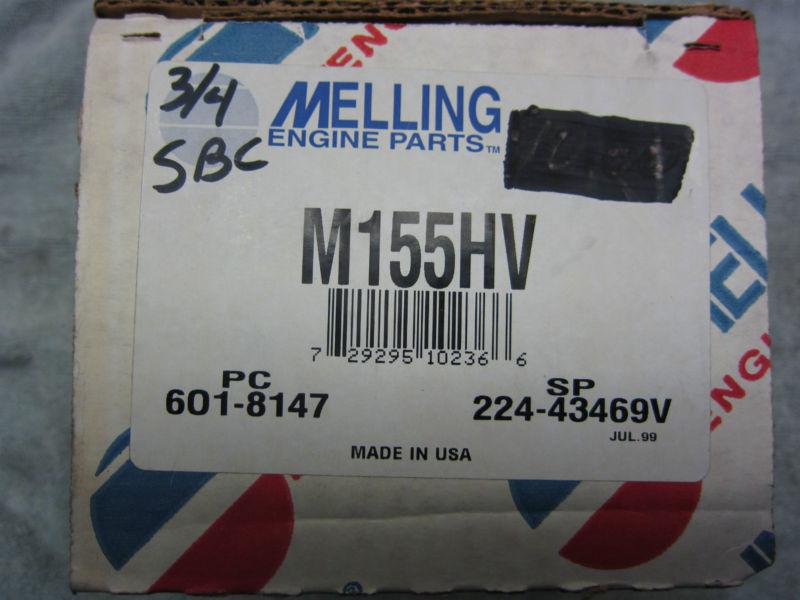 3/4
SBC
MELLING
ENGINE PARTS™
M155HV
7 29295 10236 6
PC
601-8147
SP
224-43469V
JUL.99
MADE IN USA
ENGIN